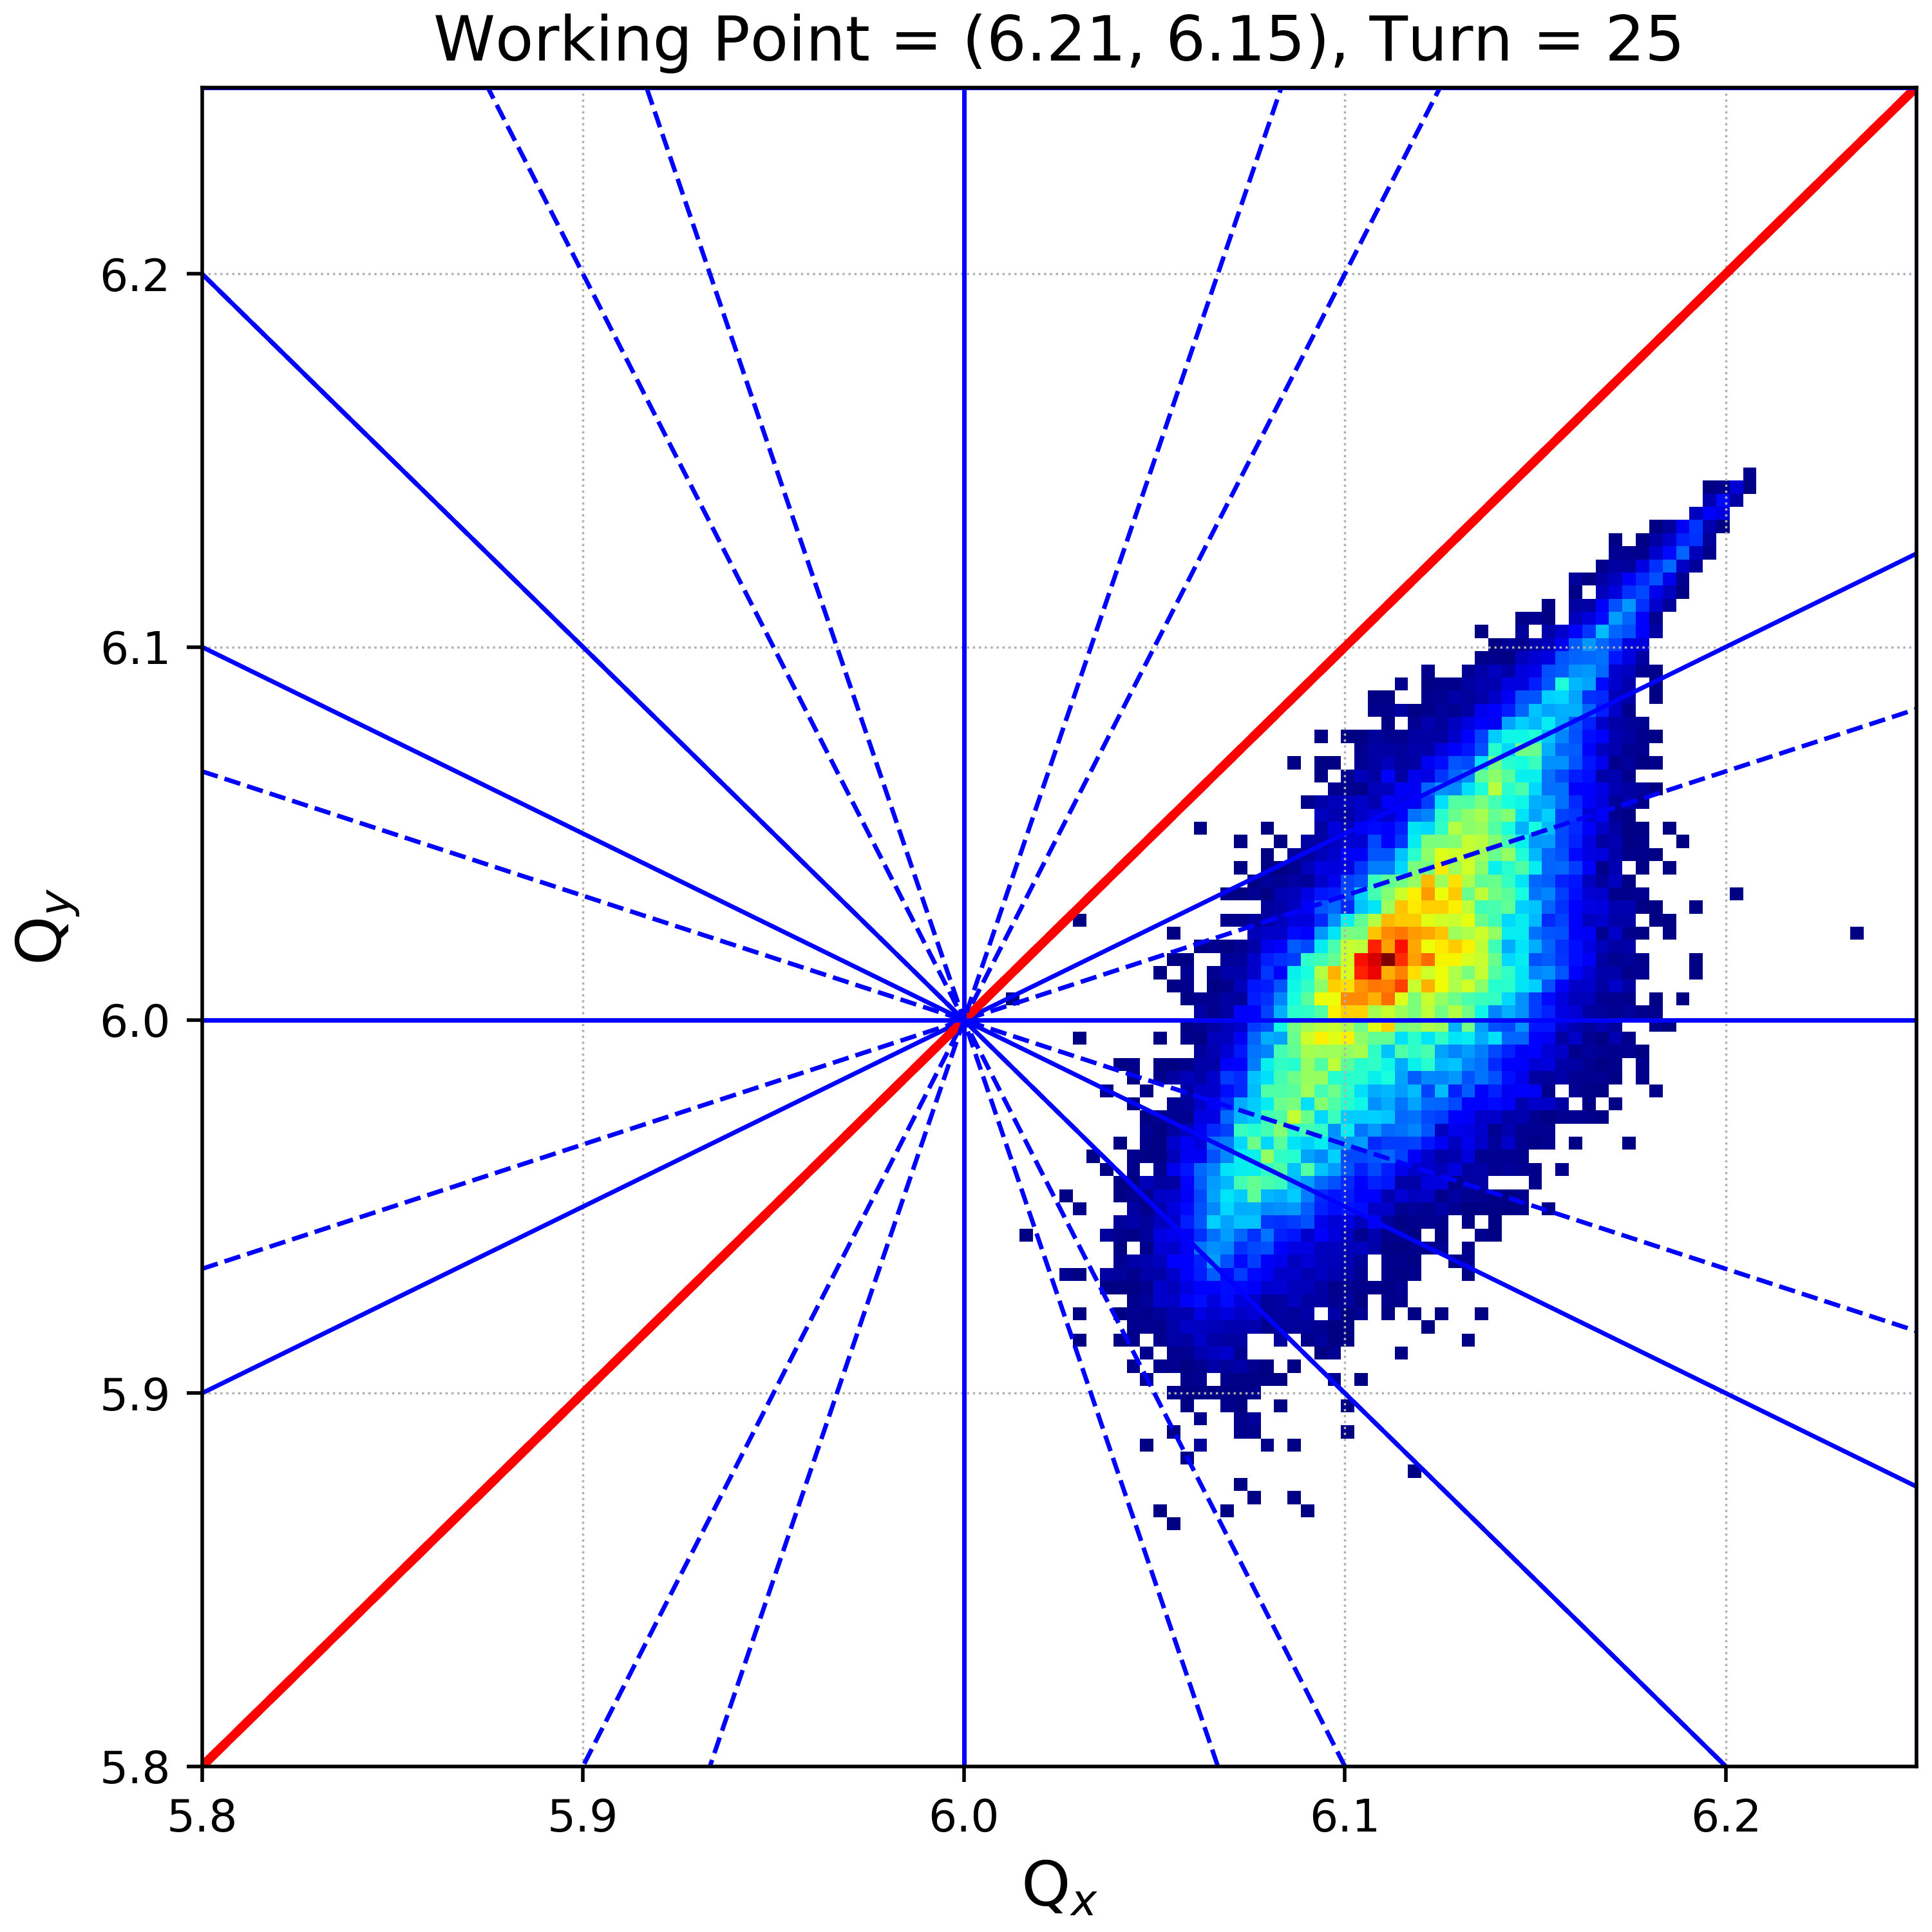 Working Point = (6.21, 6.15), Turn = 25
6.2
6.1
6.0
5.9
5.8
Qy
5.8 5.9 6.0 6.1 6.2
Qx